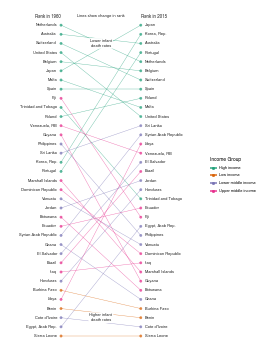 Rank in 1980
Lines show change in rank
Rank in 2015
Netherlands
Japan
Australia
Korea, Rep.
Lower infant
death rates
Switzerland
Australia
United States
Portugal
Belgium
Netherlands
Japan
Belgium
Malta
Switzerland
Spain
Spain
Fiji
Poland
Trinidad and Tobago
Malta
Poland
United States
Venezuela, RB
Sri Lanka
Guyana
Syrian Arab Republic
Philippines
Libya
Sri Lanka
Venezuela, RB
Korea, Rep.
El Salvador
Portugal
Brazil
Marshall Islands
Jordan
Dominican Republic
Honduras
Vanuatu
Trinidad and Tobago
Jordan
Ecuador
Botswana
Fiji
Ecuador
Egypt, Arab Rep.
Syrian Arab Republic
Philippines
Ghana
Vanuatu
El Salvador
Dominican Republic
Brazil
Iraq
Iraq
Marshall Islands
Honduras
Guyana
Burkina Faso
Botswana
Libya
Ghana
Benin
Burkina Faso
Higher infant
death rates
Cote d'Ivoire
Benin
Egypt, Arab Rep.
Cote d'Ivoire
Sierra Leone
Sierra Leone
Income Group
High income
Low income
Lower middle income
Upper middle income